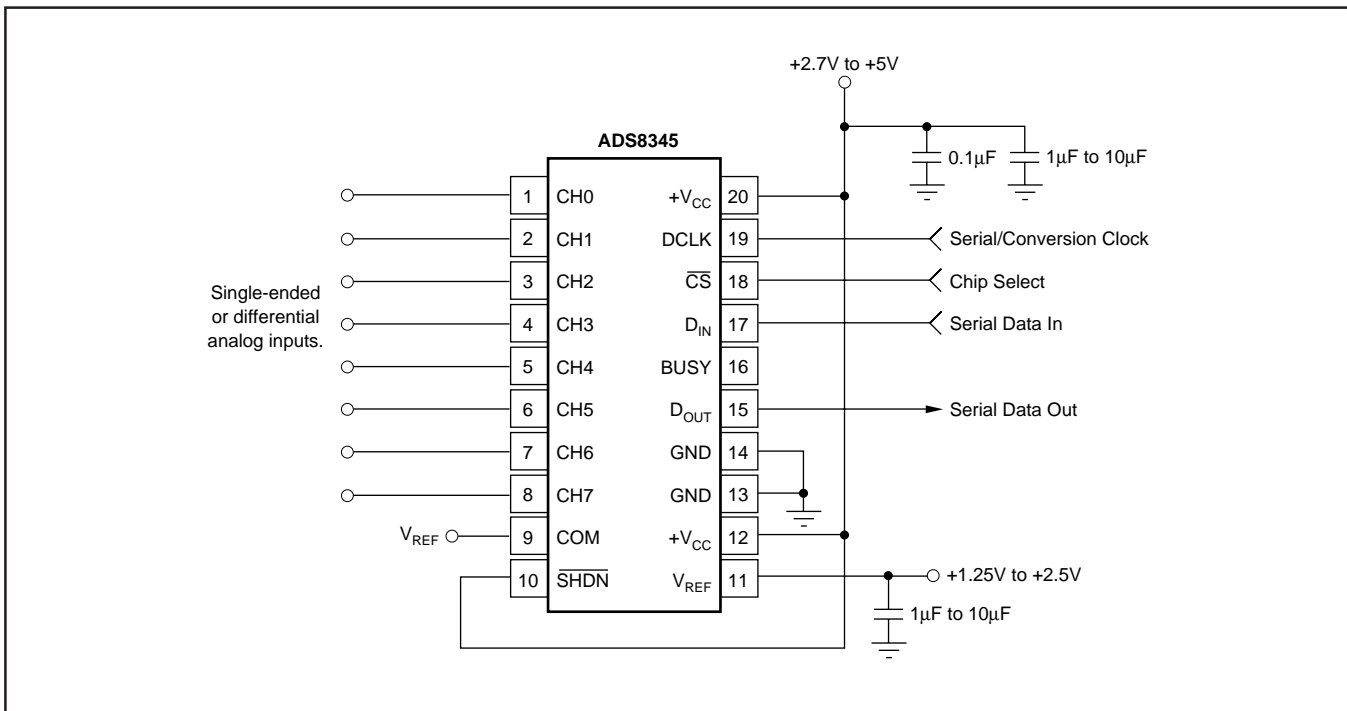 +2.7V to +5V
0.1μF
1μF to 10μF
ADS8345
1 CH0 +VCC 20
2 CH1 DCLK 19
Serial/Conversion Clock
3 CH2 C̅S̅ 18
Chip Select
4 CH3 DIN 17
Serial Data In
Single-ended
or differential
analog inputs.
5 CH4 BUSY 16
6 CH5 DOUT 15
Serial Data Out
7 CH6 GND 14
8 CH7 GND 13
VREF
9 COM +VCC 12
10 S̅H̅D̅N̅ VREF 11
+1.25V to +2.5V
1μF to 10μF